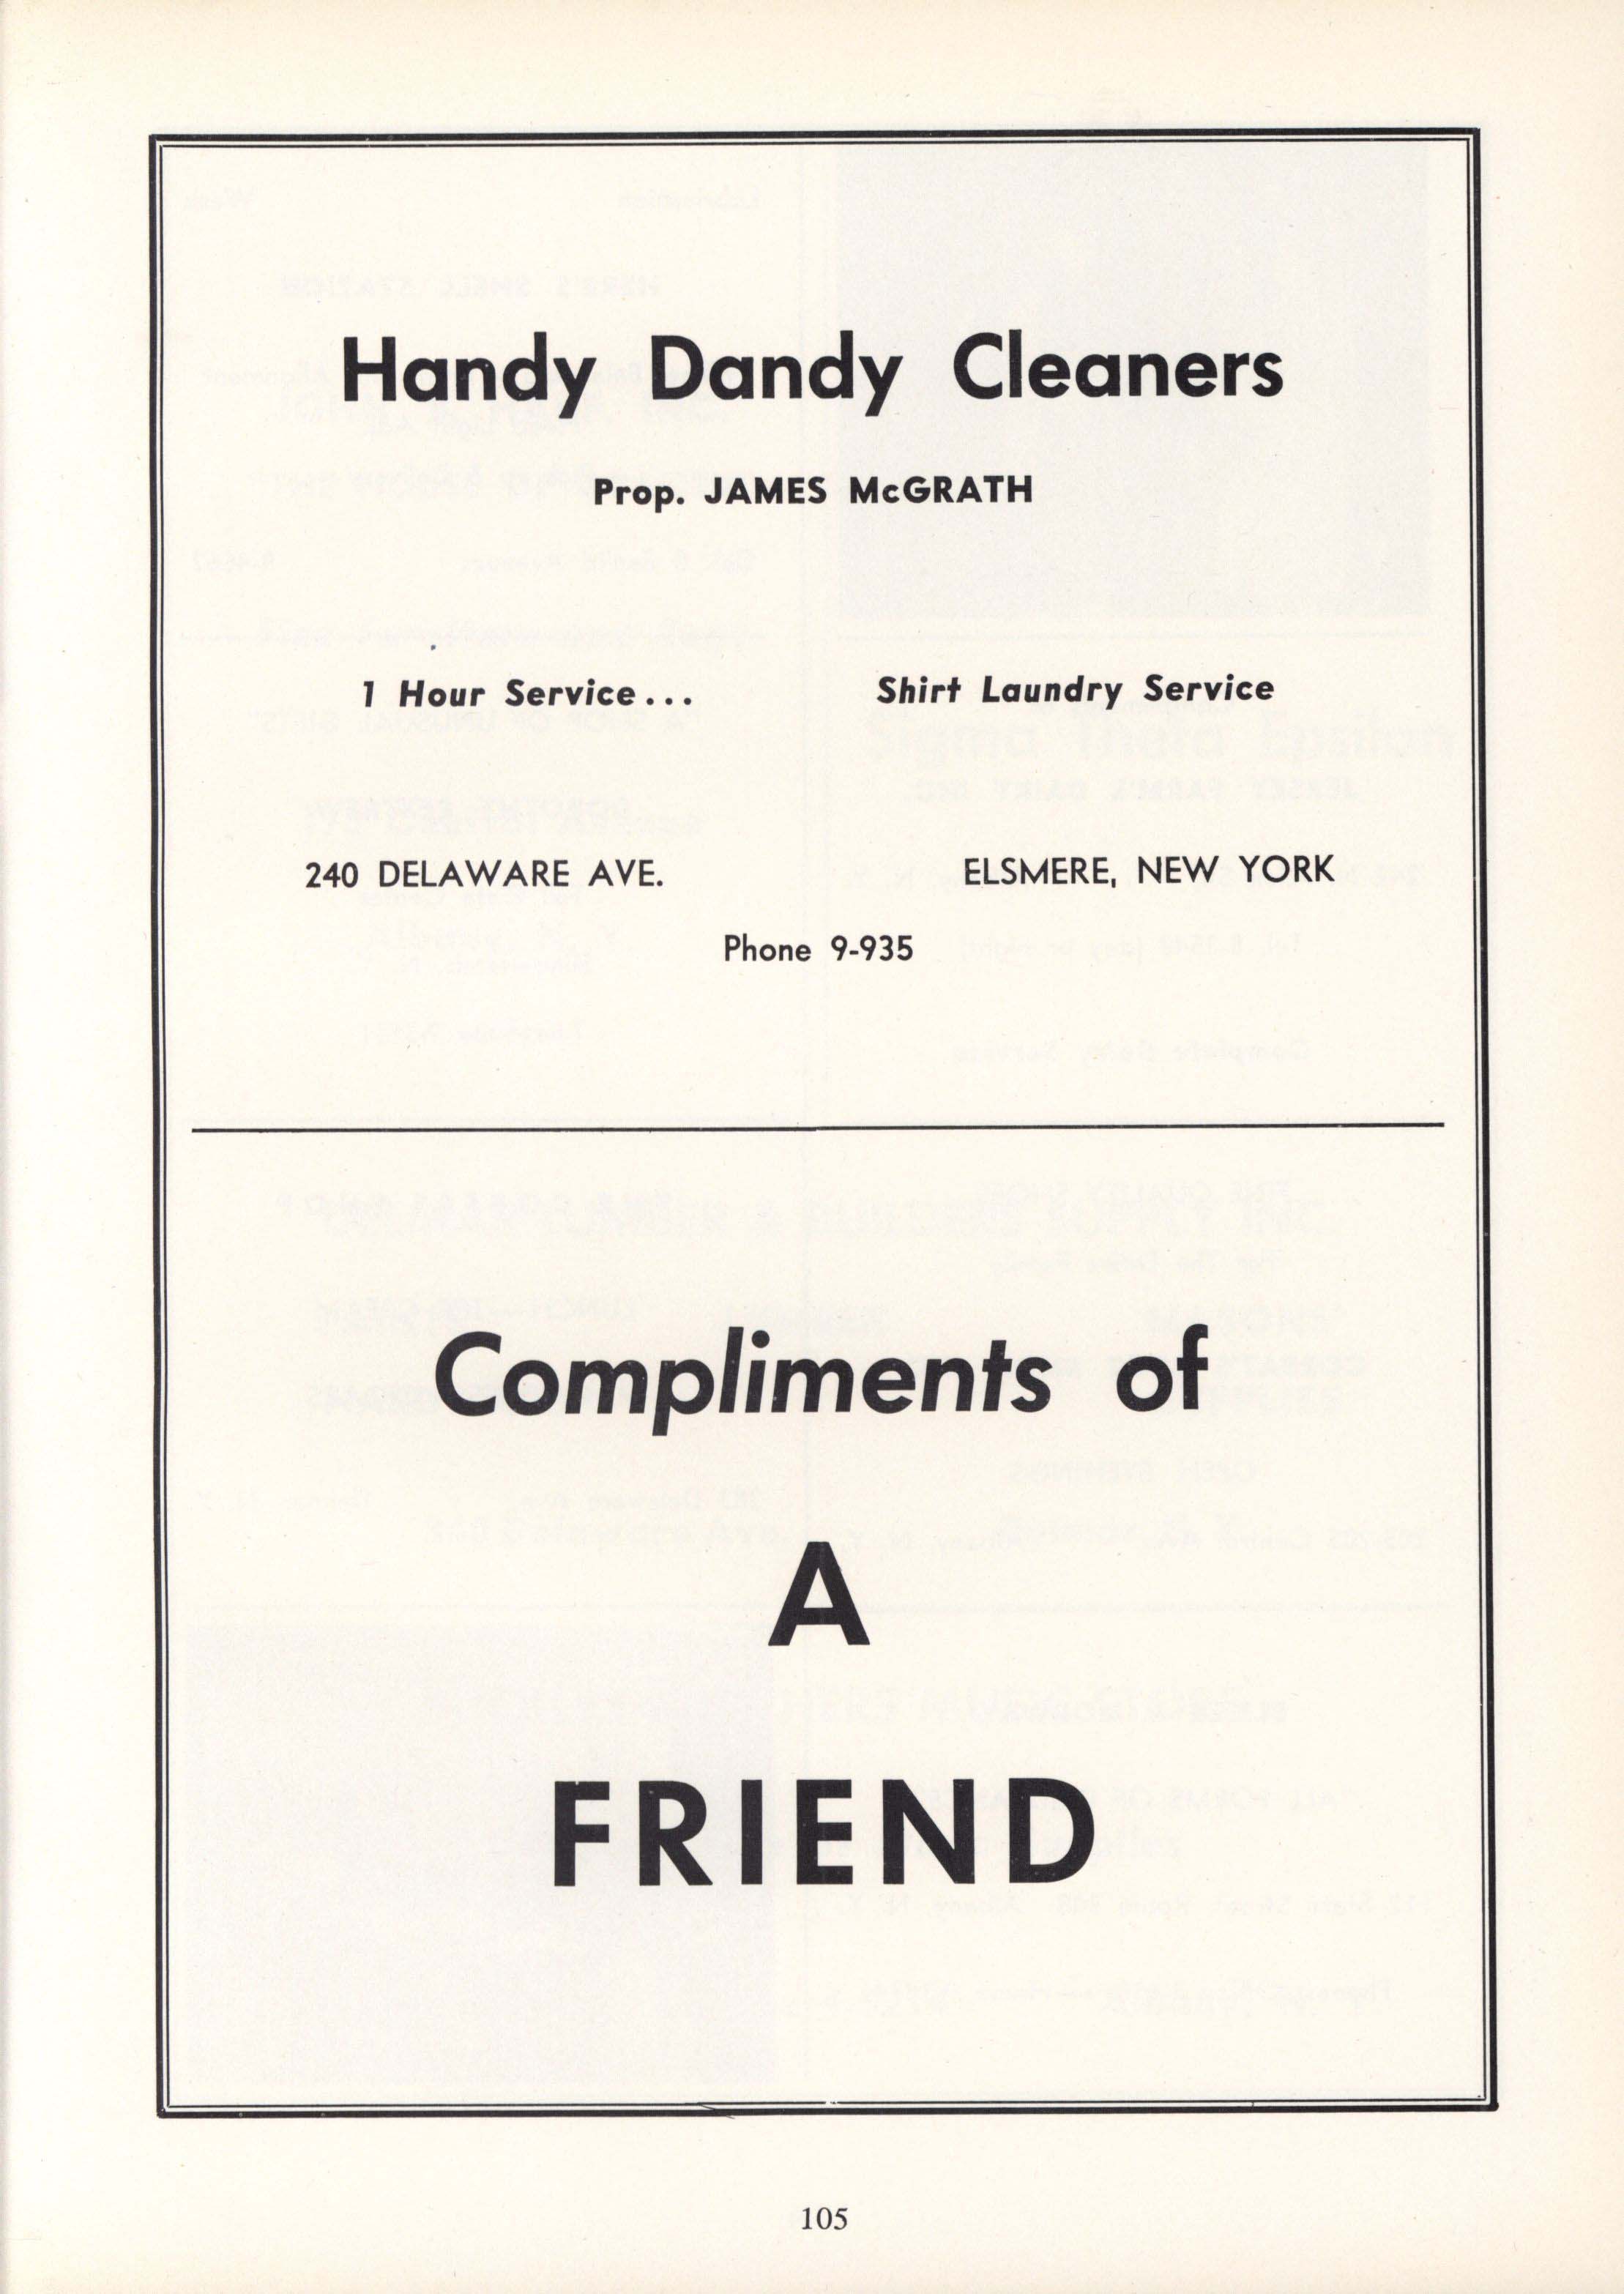 Handy Dandy Cleaners
Prop. JAMES McGRATH
1 Hour Service... Shirt Laundry Service
240 DELAWARE AVE. ELSMERE, NEW YORK
Phone 9-935
Compliments of
A
FRIEND
105